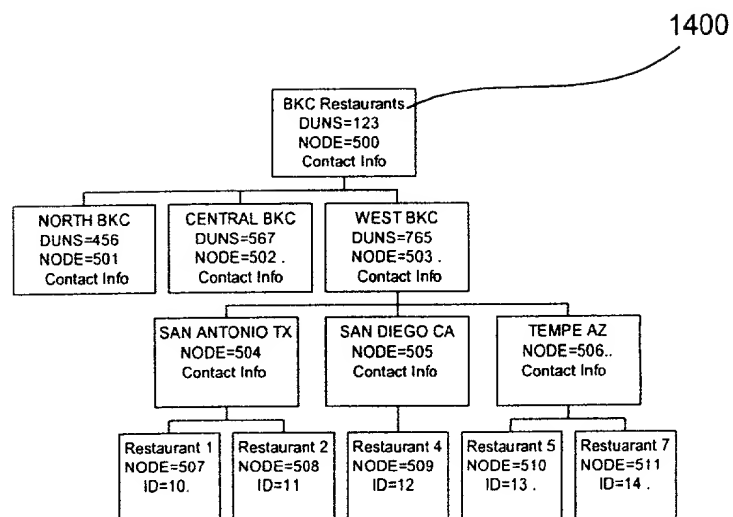 1400
BKC Restaurants
DUNS=123
NODE=500
Contact Info
NORTH BKC
DUNS=456
NODE=501
Contact Info
CENTRAL BKC
DUNS=567
NODE=502 .
Contact Info
WEST BKC
DUNS=765
NODE=503 .
Contact Info
SAN ANTONIO TX
NODE=504
Contact Info
SAN DIEGO CA
NODE=505
Contact Info
TEMPE AZ
NODE=506..
Contact Info
Restaurant 1
NODE=507
ID=10.
Restaurant 2
NODE=508
ID=11
Restaurant 4
NODE=509
ID=12
Restaurant 5
NODE=510
ID=13 .
Restuarant 7
NODE=511
ID=14 .